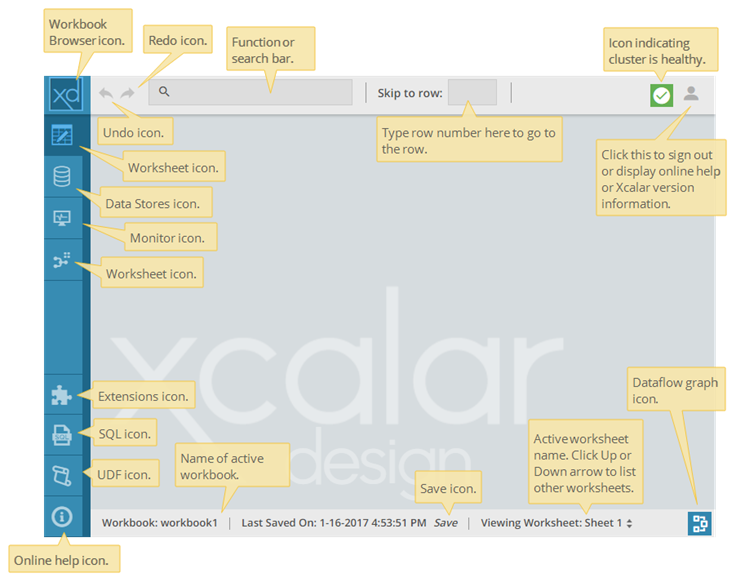 Workbook
Browser icon.
Redo icon.
Function or
search bar.
Icon indicating
cluster is healthy.
xa
Skip to row:
Undo icon.
Type row number here to go to
the row.
Worksheet icon.
Click this to sign out
or display online help
or Xcalar version
information.
Data Stores icon.
Monitor icon.
Worksheet icon.
xcalar
design
Dataflow graph
icon.
Extensions icon.
SQL
SQL icon.
Name of active
workbook.
Active worksheet
name. Click Up or
Down arrow to list
other worksheets.
UDF icon.
Save icon.
Workbook: workbook1 | Last Saved On: 1-16-2017 4:53:51 PM Save | Viewing Worksheet: Sheet 1
Online help icon.